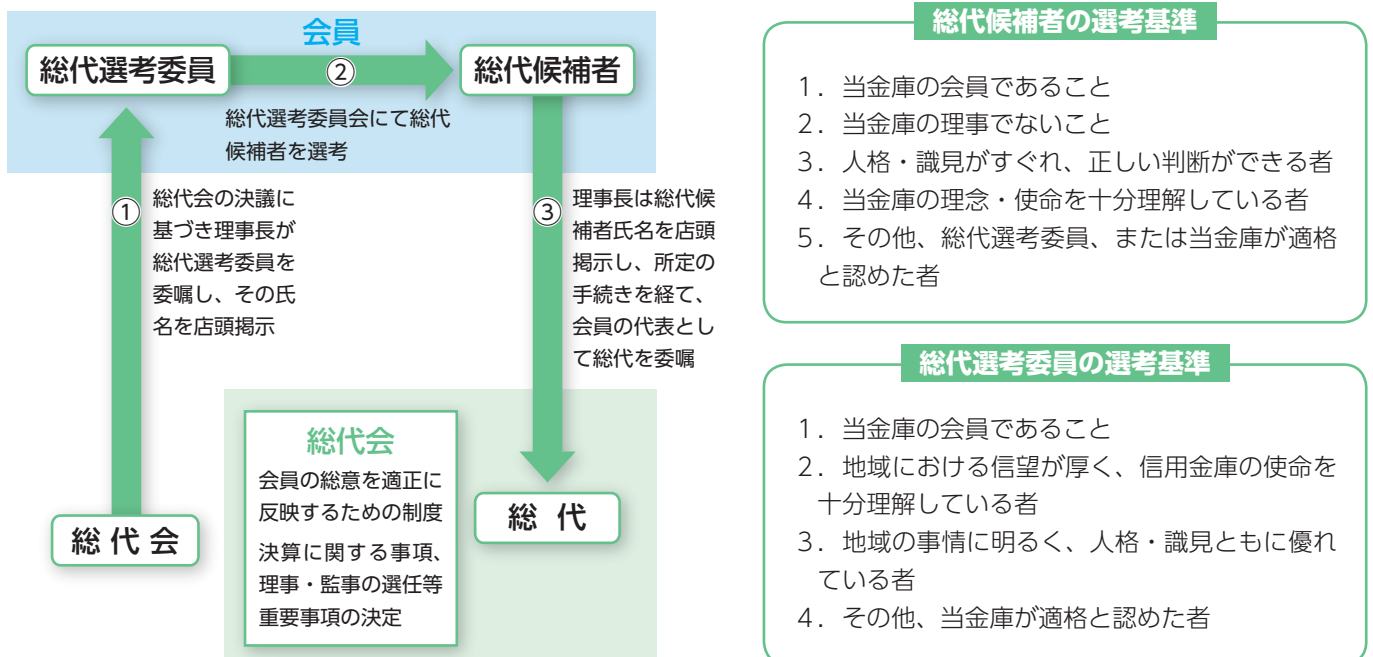 会員
総代選考委員
②
総代候補者
総代選考委員会にて総代
候補者を選考
①
総代会の決議に
基づき理事長が
総代選考委員を
委嘱し、その氏
名を店頭掲示
③
理事長は総代候
補者氏名を店頭
掲示し、所定の
手続きを経て、
会員の代表とし
て総代を委嘱
総代会
総代会
会員の総意を適正に
反映するための制度
決算に関する事項、
理事・監事の選任等
重要事項の決定
総代
総代候補者の選考基準
1．当金庫の会員であること
2．当金庫の理事でないこと
3．人格・識見がすぐれ、正しい判断ができる者
4．当金庫の理念・使命を十分理解している者
5．その他、総代選考委員、または当金庫が適格
と認めた者
総代選考委員の選考基準
1．当金庫の会員であること
2．地域における信望が厚く、信用金庫の使命を
十分理解している者
3．地域の事情に明るく、人格・識見ともに優れ
ている者
4．その他、当金庫が適格と認めた者